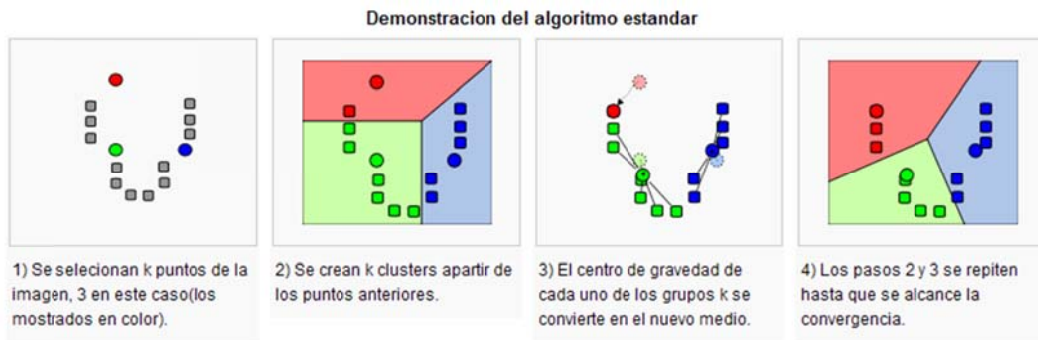 Demonstracion del algoritmo estandar
1) Se selecionan k puntos de la
imagen, 3 en este caso(los
mostrados en color).
2) Se crean k clusters apartir de
los puntos anteriores.
3) El centro de gravedad de
cada uno de los grupos k se
convierte en el nuevo medio.
4) Los pasos 2 y 3 se repiten
hasta que se alcance la
convergencia.